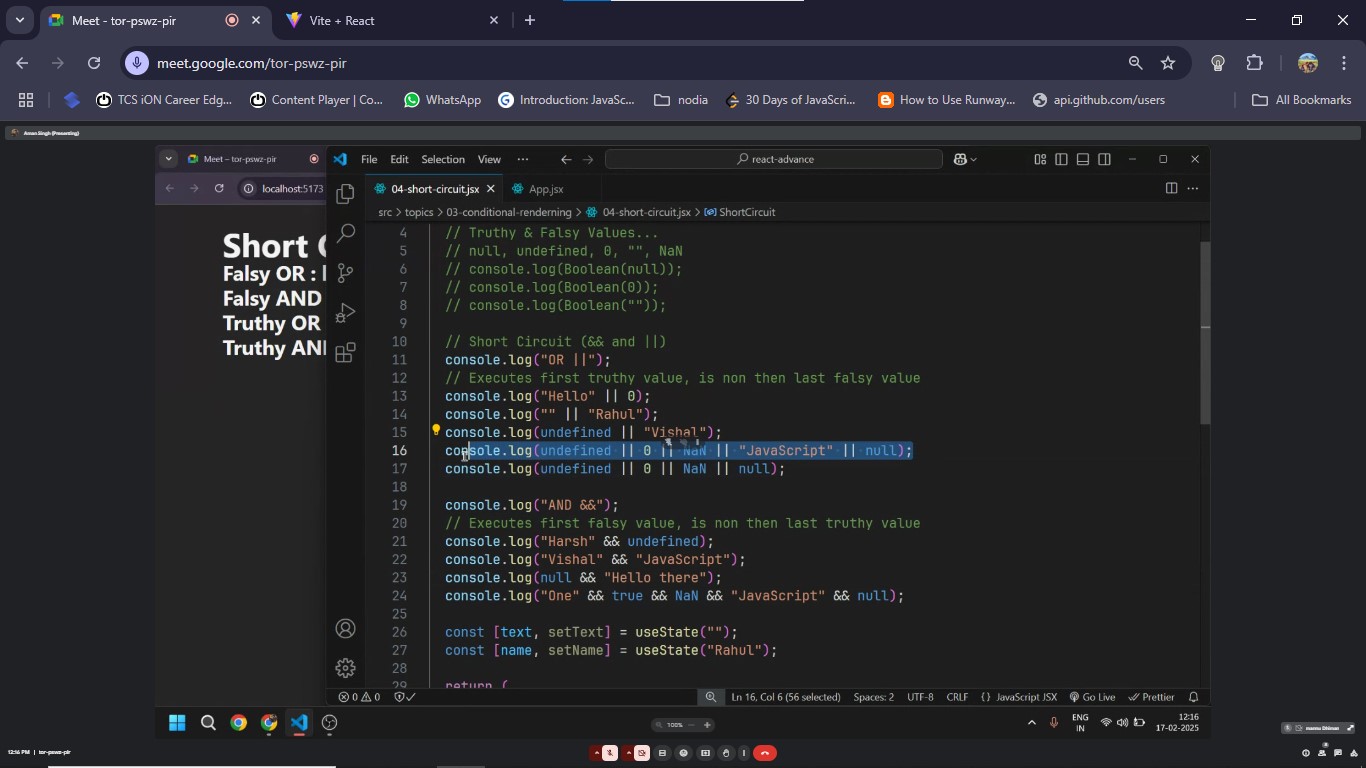 Meet - tor-pswz-pir
Vite + React
meet.google.com/tor-pswz-pir
TCS iON Career Edg...
Content Player | Co...
WhatsApp
Introduction: JavaSc...
nodia
30 Days of JavaScri...
How to Use Runway...
api.github.com/users
All Bookmarks
Aman Singh (Presenting)
Meet – tor-pswz-pir
localhost:5173
File Edit Selection View ...
react-advance
04-short-circuit.jsx
App.jsx
src > topics > 03-conditional-renderning > 04-short-circuit.jsx > ShortCircuit
Short
Falsy OR :
Falsy AND
Truthy OR
4 // Truthy & Falsy Values...
5 // null, undefined, 0, "", NaN
6 // console.log(Boolean(null));
7 // console.log(Boolean(0));
8 // console.log(Boolean(""));
9
10 // Short Circuit (&& and ||)
11 console.log("OR ||");
12 // Executes first truthy value, is non then last falsy value
13 console.log("Hello" || 0);
14 console.log("" || "Rahul");
15 console.log(undefined || "Vishal");
16 console.log(undefined || 0 || NaN || "JavaScript" || null);
17 console.log(undefined || 0 || NaN || null);
18
19 console.log("AND &&");
20 // Executes first falsy value, is non then last truthy value
21 console.log("Harsh" && undefined);
22 console.log("Vishal" && "JavaScript");
23 console.log(null && "Hello there");
24 console.log("One" && true && NaN && "JavaScript" && null);
25
26 const [text, setText] = useState("");
27 const [name, setName] = useState("Rahul");
28
29 return (
0 0 Ln 16, Col 6 (56 selected) Spaces: 2 UTF-8 CRLF {} JavaScript JSX Go Live Prettier
100%
ENG
IN
12:16
17-02-2025
12:16 PM | tor-pswz-pir